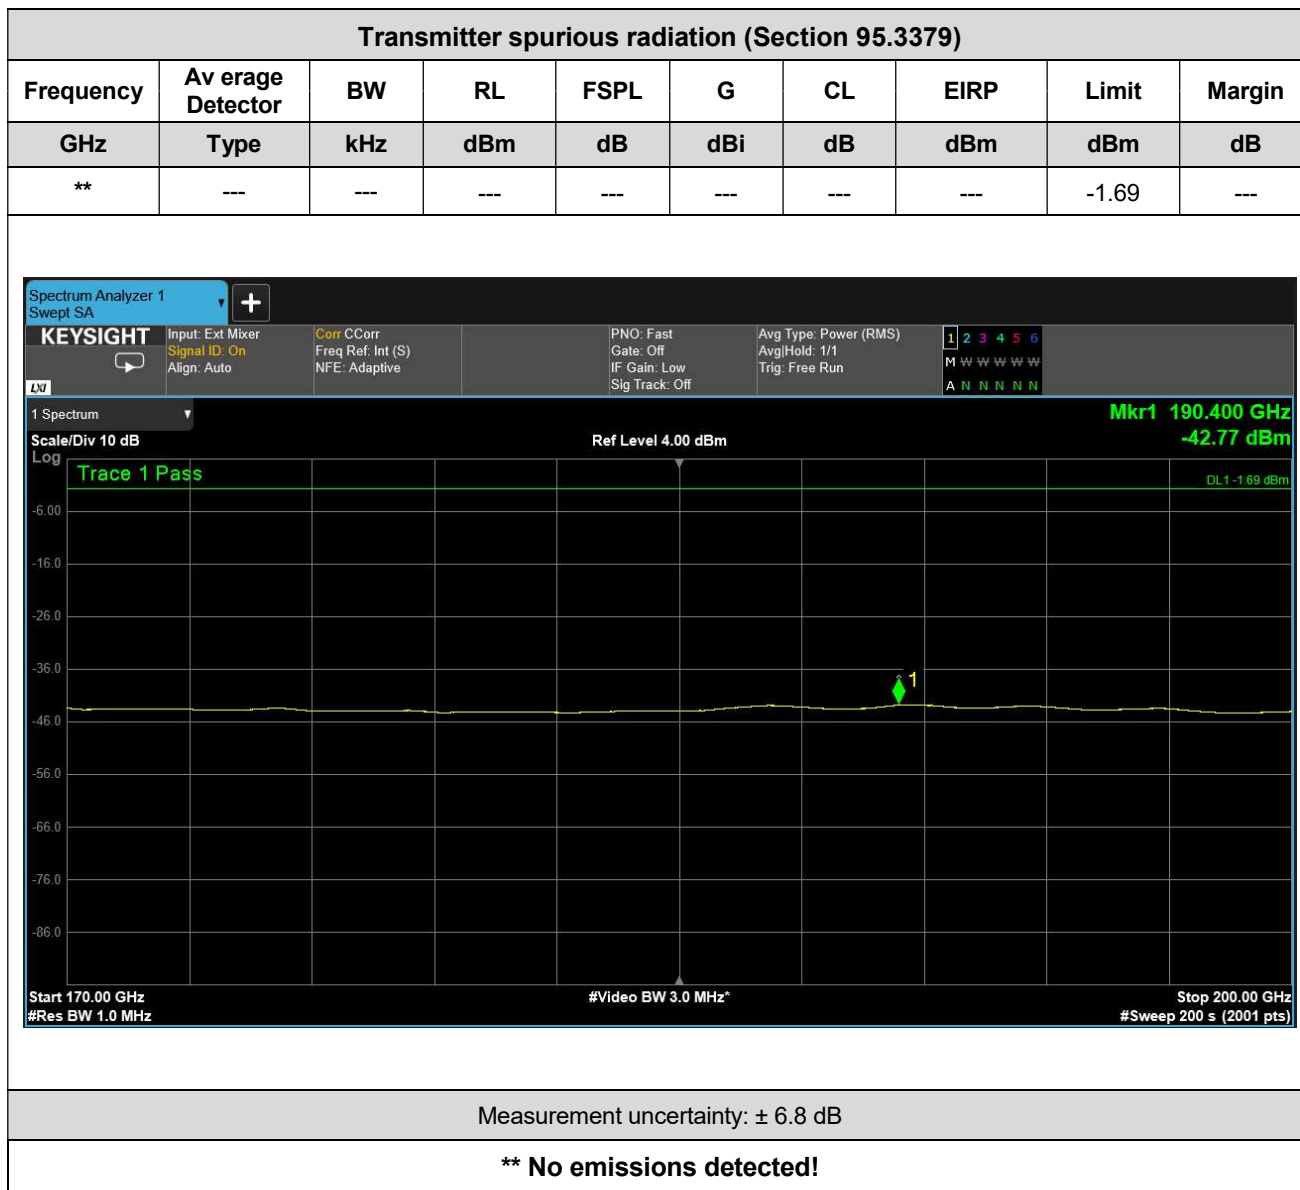 Transmitter spurious radiation (Section 95.3379)
Frequency Av erage Detector BW RL FSPL G CL EIRP Limit Margin
GHz Type kHz dBm dB dBi dB dBm dBm dB
** --- --- --- --- --- --- --- -1.69 ---
Spectrum Analyzer 1
Swept SA
+
KEYSIGHT Input: Ext Mixer Corr CCorr PNO: Fast Avg Type: Power (RMS) 1 2 3 4 5 6
Signal ID: On Freq Ref: Int (S) Gate: Off Avg|Hold: 1/1 M W W W W W
Align: Auto NFE: Adaptive IF Gain: Low Trig: Free Run
LXI Sig Track: Off A N N N N N
1 Spectrum Mkr1 190.400 GHz
Scale/Div 10 dB Ref Level 4.00 dBm -42.77 dBm
Log
Trace 1 Pass
DL1 -1.69 dBm
-6.00
-16.0
-26.0
-36.0
1
-46.0
-56.0
-66.0
-76.0
-86.0
Start 170.00 GHz #Video BW 3.0 MHz* Stop 200.00 GHz
#Res BW 1.0 MHz #Sweep 200 s (2001 pts)
Measurement uncertainty: ± 6.8 dB
** No emissions detected!